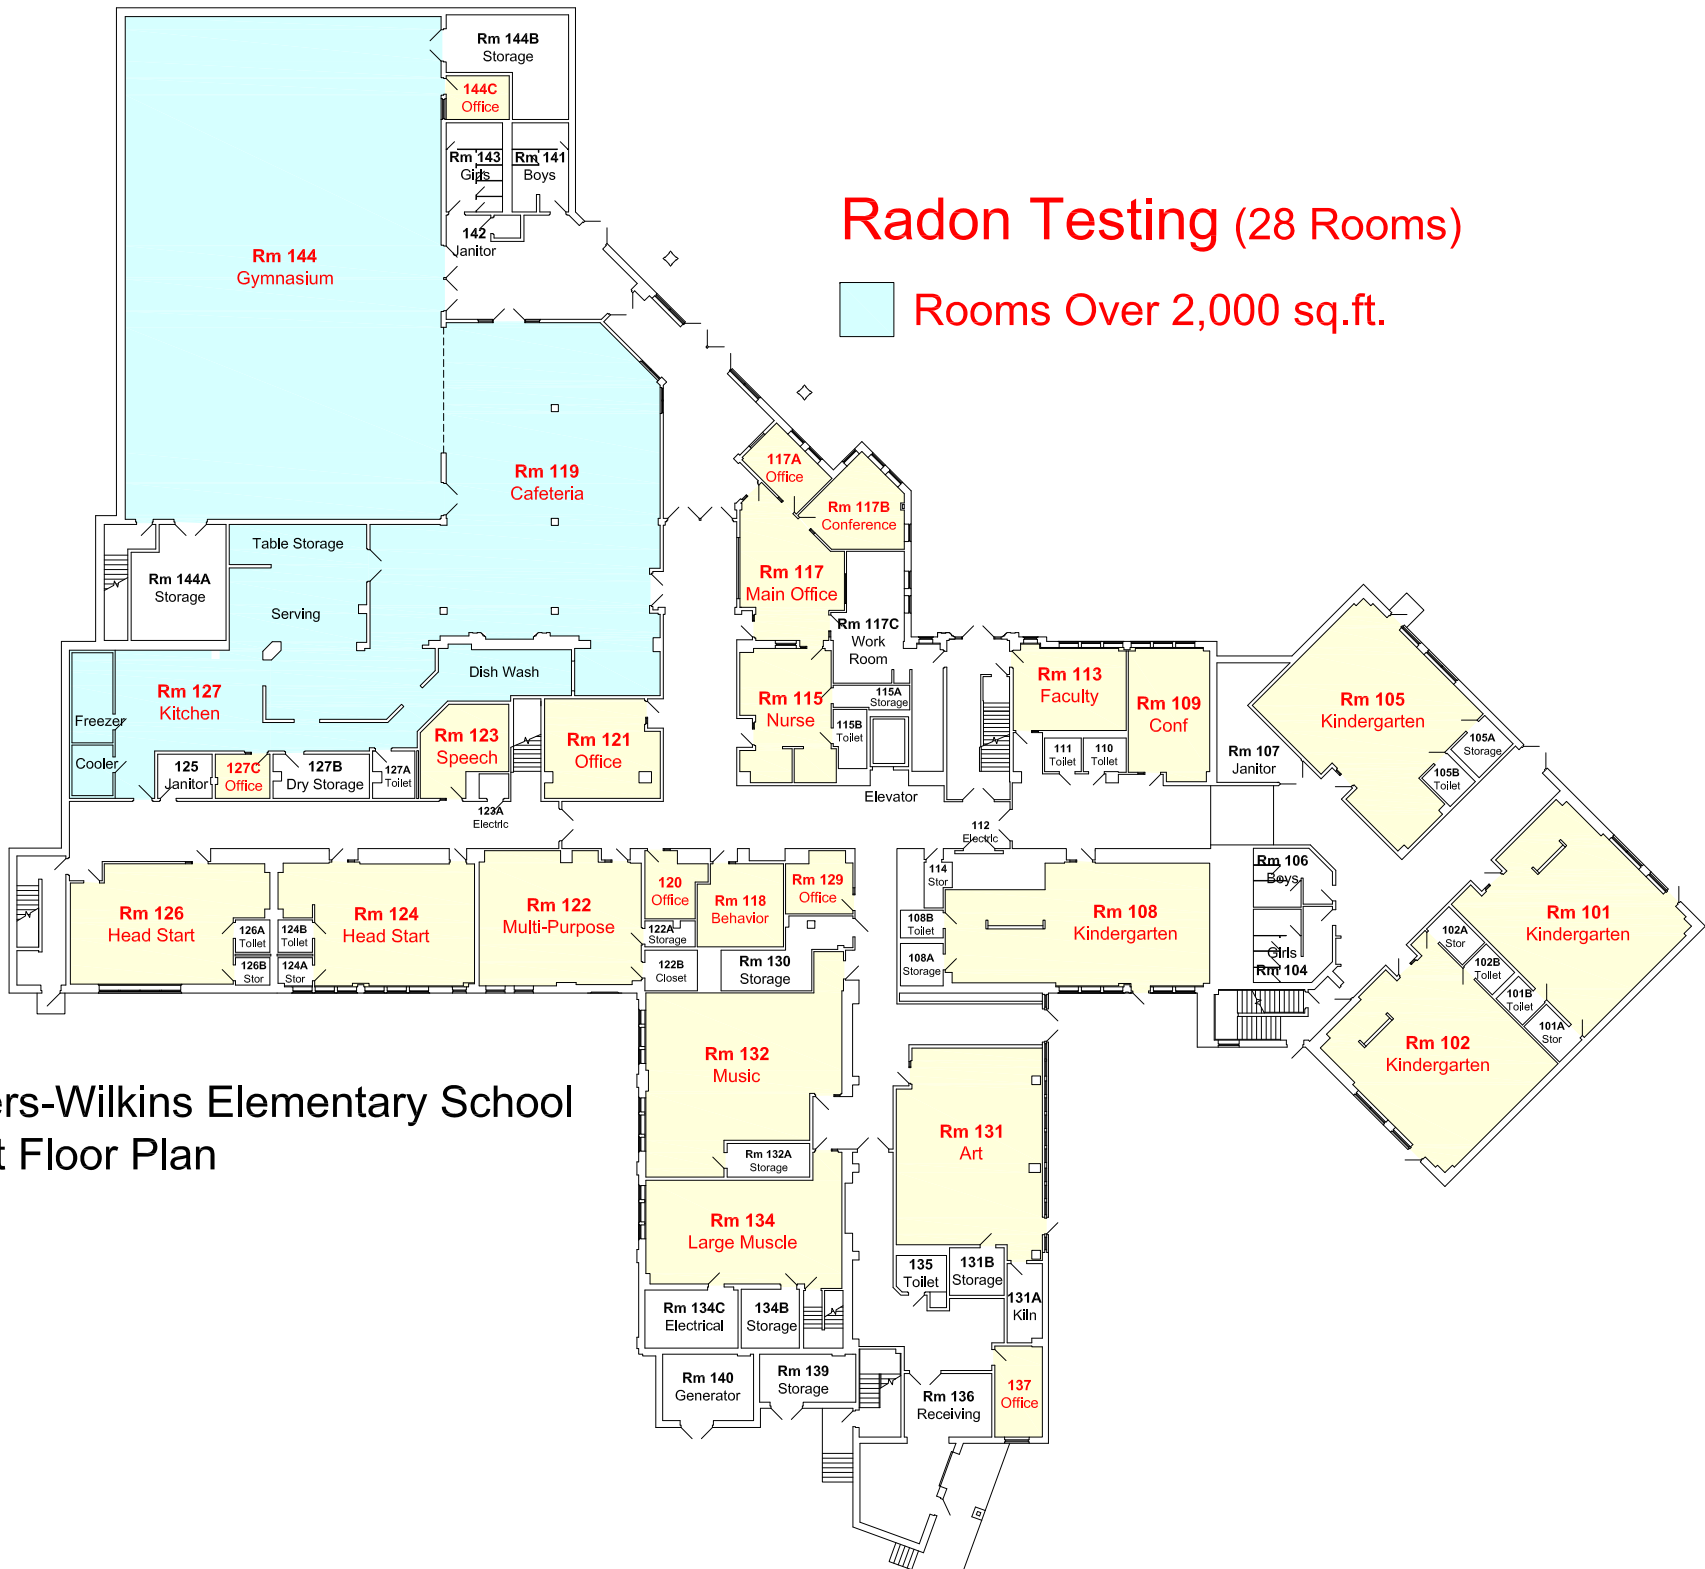 Rm 144B
Storage
144C
Office
Rm 143
Girls
Rm 141
Boys
142
Janitor
Radon Testing (28 Rooms)
Rooms Over 2,000 sq.ft.
Rm 144
Gymnasium
Rm 119
Cafeteria
117A
Office
Rm 117B
Conference
Table Storage
Rm 144A
Storage
Serving
Rm 117
Main Office
Rm 117C
Work
Room
Dish Wash
Rm 127
Kitchen
Freezer
Cooler
Rm 123
Speech
Rm 121
Office
Rm 115
Nurse
115A
Storage
115B
Toilet
Rm 113
Faculty
Rm 109
Conf
111
Toilet
110
Toilet
Rm 107
Janitor
Rm 105
Kindergarten
105A
Storage
105B
Toilet
125
Janitor
127C
Office
127B
Dry Storage
127A
Toilet
123A
Electric
Elevator
112
Electric
Rm 126
Head Start
126A
Toilet
126B
Stor
124B
Toilet
124A
Stor
Rm 124
Head Start
Rm 122
Multi-Purpose
120
Office
122A
Storage
122B
Closet
Rm 118
Behavior
Rm 129
Office
Rm 130
Storage
114
Stor
108B
Toilet
108A
Storage
Rm 108
Kindergarten
Rm 106
Boys
Girls
Rm 104
Rm 101
Kindergarten
102A
Stor
102B
Toilet
101B
Toilet
101A
Stor
Rm 102
Kindergarten
Rm 132
Music
Rm 132A
Storage
Rm 131
Art
ers-Wilkins Elementary School
t Floor Plan
Rm 134
Large Muscle
135
Toilet
131B
Storage
131A
Kiln
Rm 134C
Electrical
134B
Storage
Rm 140
Generator
Rm 139
Storage
Rm 136
Receiving
137
Office